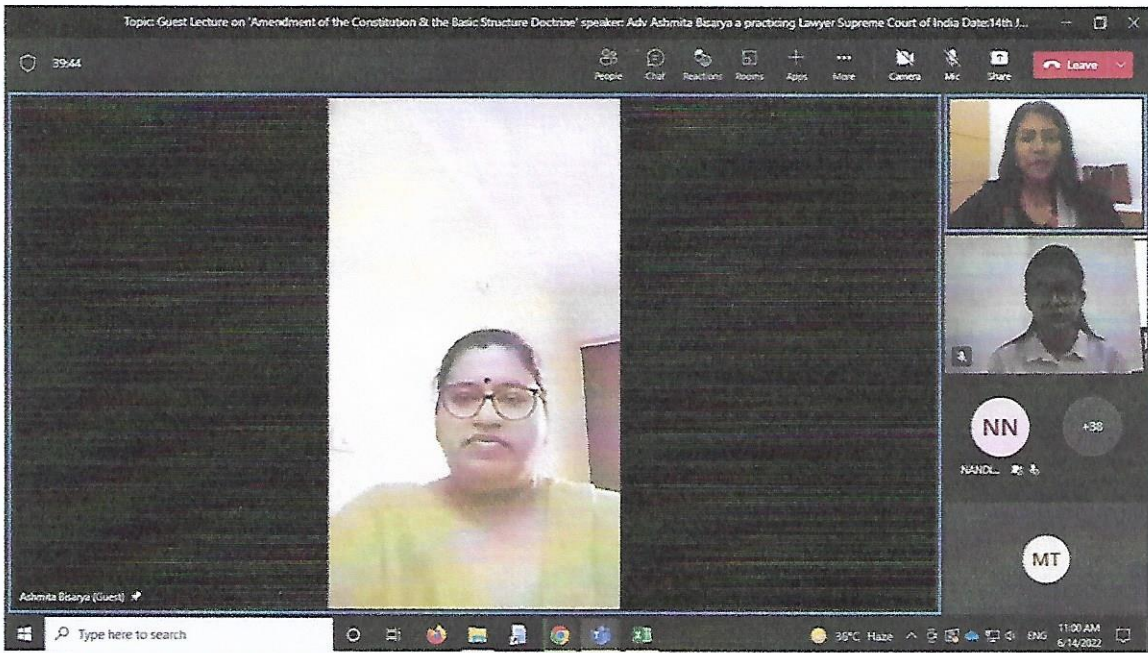 Topic: Guest Lecture on 'Amendment of the Constitution & the Basic Structure Doctrine' speaker: Adv Ashmita Bisarya a practicing Lawyer Supreme Court of India Date:14th J...
39:44
People Chat Reactions Rooms Apps More Camera Mic Share Leave
NN
+38
NANDI...
MT
Ashmita Bisarya (Guest)
Type here to search
36°C Haze
ENG
11:00 AM
6/14/2022